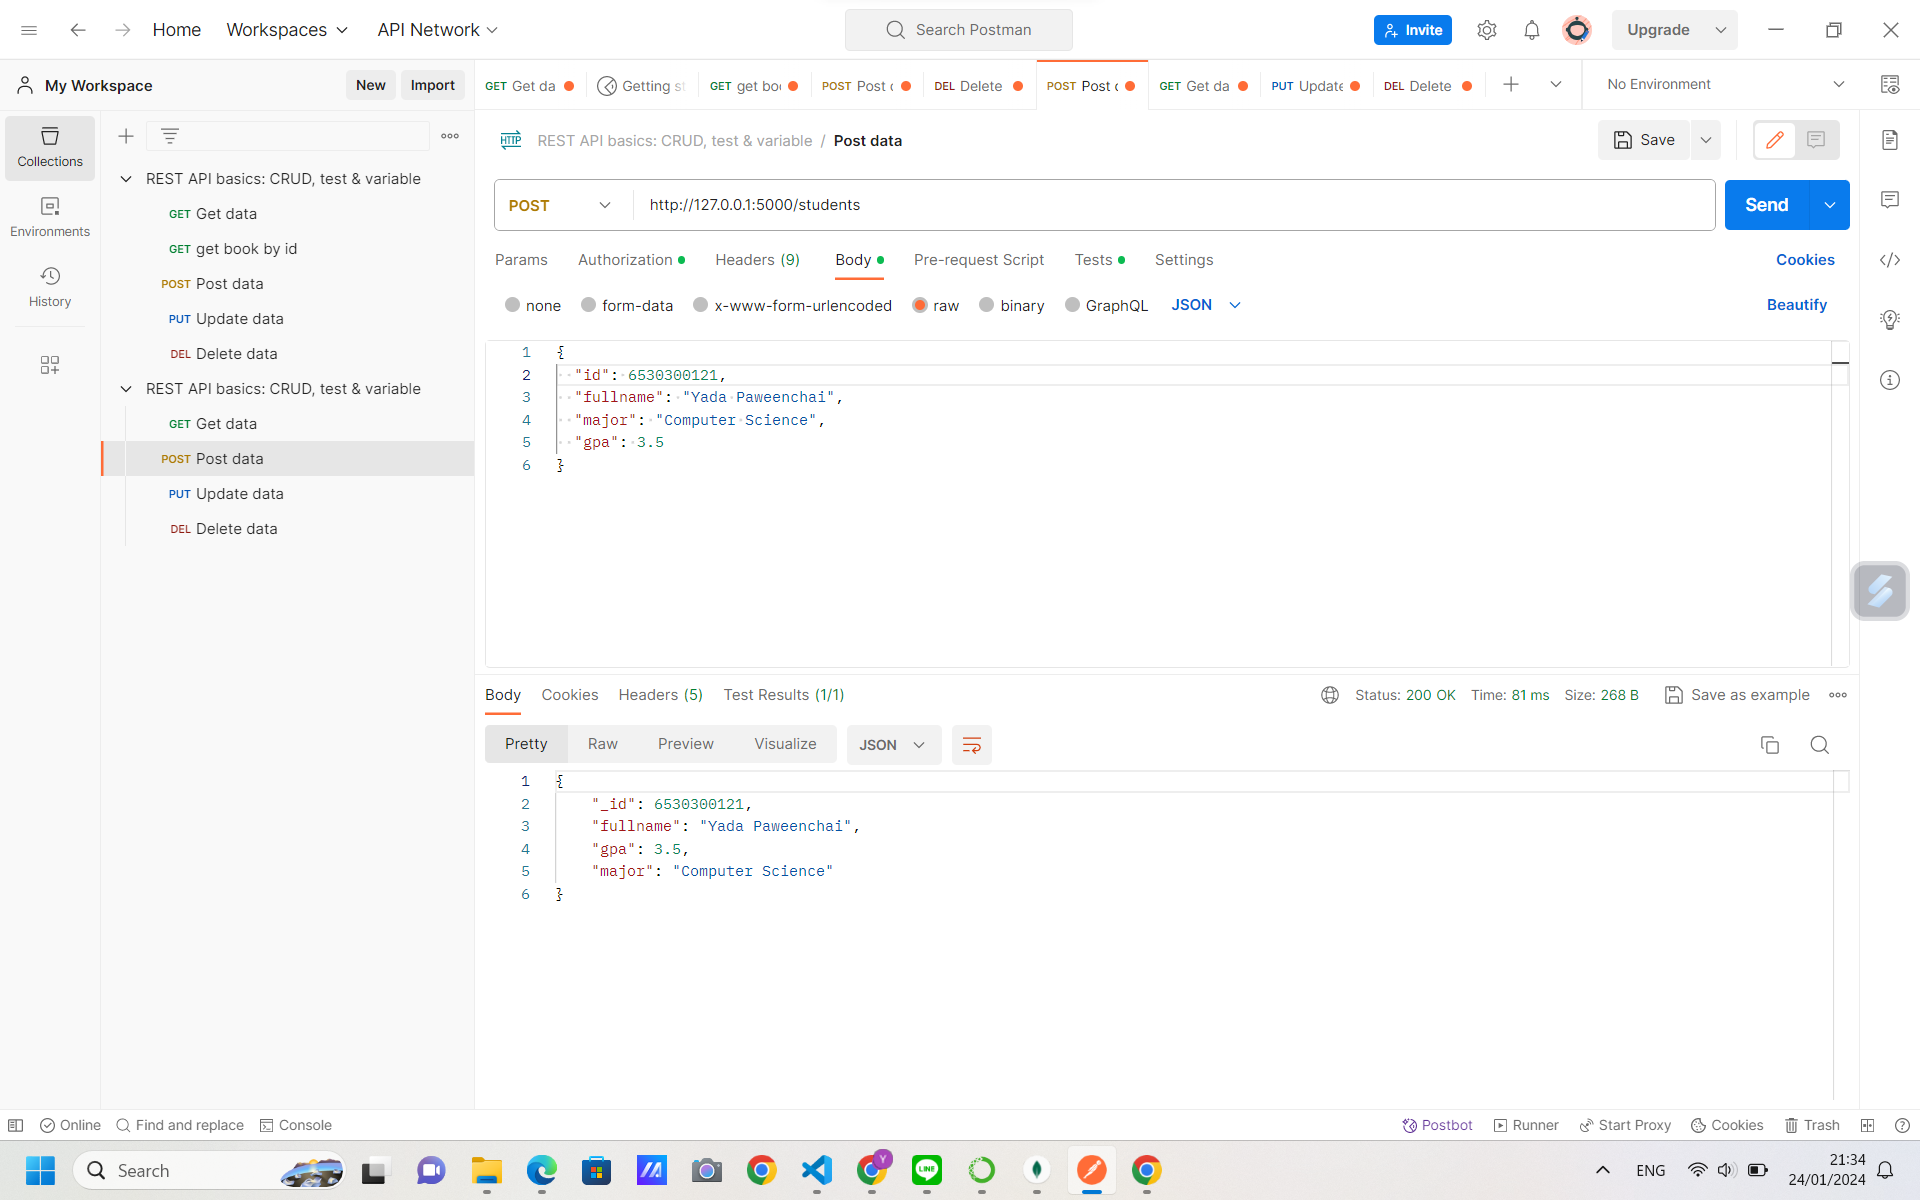 Home
Workspaces
API Network
Search Postman
Invite
Upgrade
My Workspace
New
Import
GET Get da
Getting st
GET get boo
POST Post d
DEL Delete
POST Post d
GET Get da
PUT Update
DEL Delete
No Environment
Collections
Environments
History
REST API basics: CRUD, test & variable
GET Get data
GET get book by id
POST Post data
PUT Update data
DEL Delete data
REST API basics: CRUD, test & variable
GET Get data
POST Post data
PUT Update data
DEL Delete data
HTTP REST API basics: CRUD, test & variable / Post data
Save
POST
http://127.0.0.1:5000/students
Send
Params
Authorization
Headers (9)
Body
Pre-request Script
Tests
Settings
Cookies
none
form-data
x-www-form-urlencoded
raw
binary
GraphQL
JSON
Beautify
1 {
2 "id": 6530300121,
3 "fullname": "Yada Paweenchai",
4 "major": "Computer Science",
5 "gpa": 3.5
6 }
Body
Cookies
Headers (5)
Test Results (1/1)
Status: 200 OK
Time: 81 ms
Size: 268 B
Save as example
Pretty
Raw
Preview
Visualize
JSON
1 {
2 "_id": 6530300121,
3 "fullname": "Yada Paweenchai",
4 "gpa": 3.5,
5 "major": "Computer Science"
6 }
Online
Find and replace
Console
Postbot
Runner
Start Proxy
Cookies
Trash
Search
Y
LINE
ENG
21:34
24/01/2024